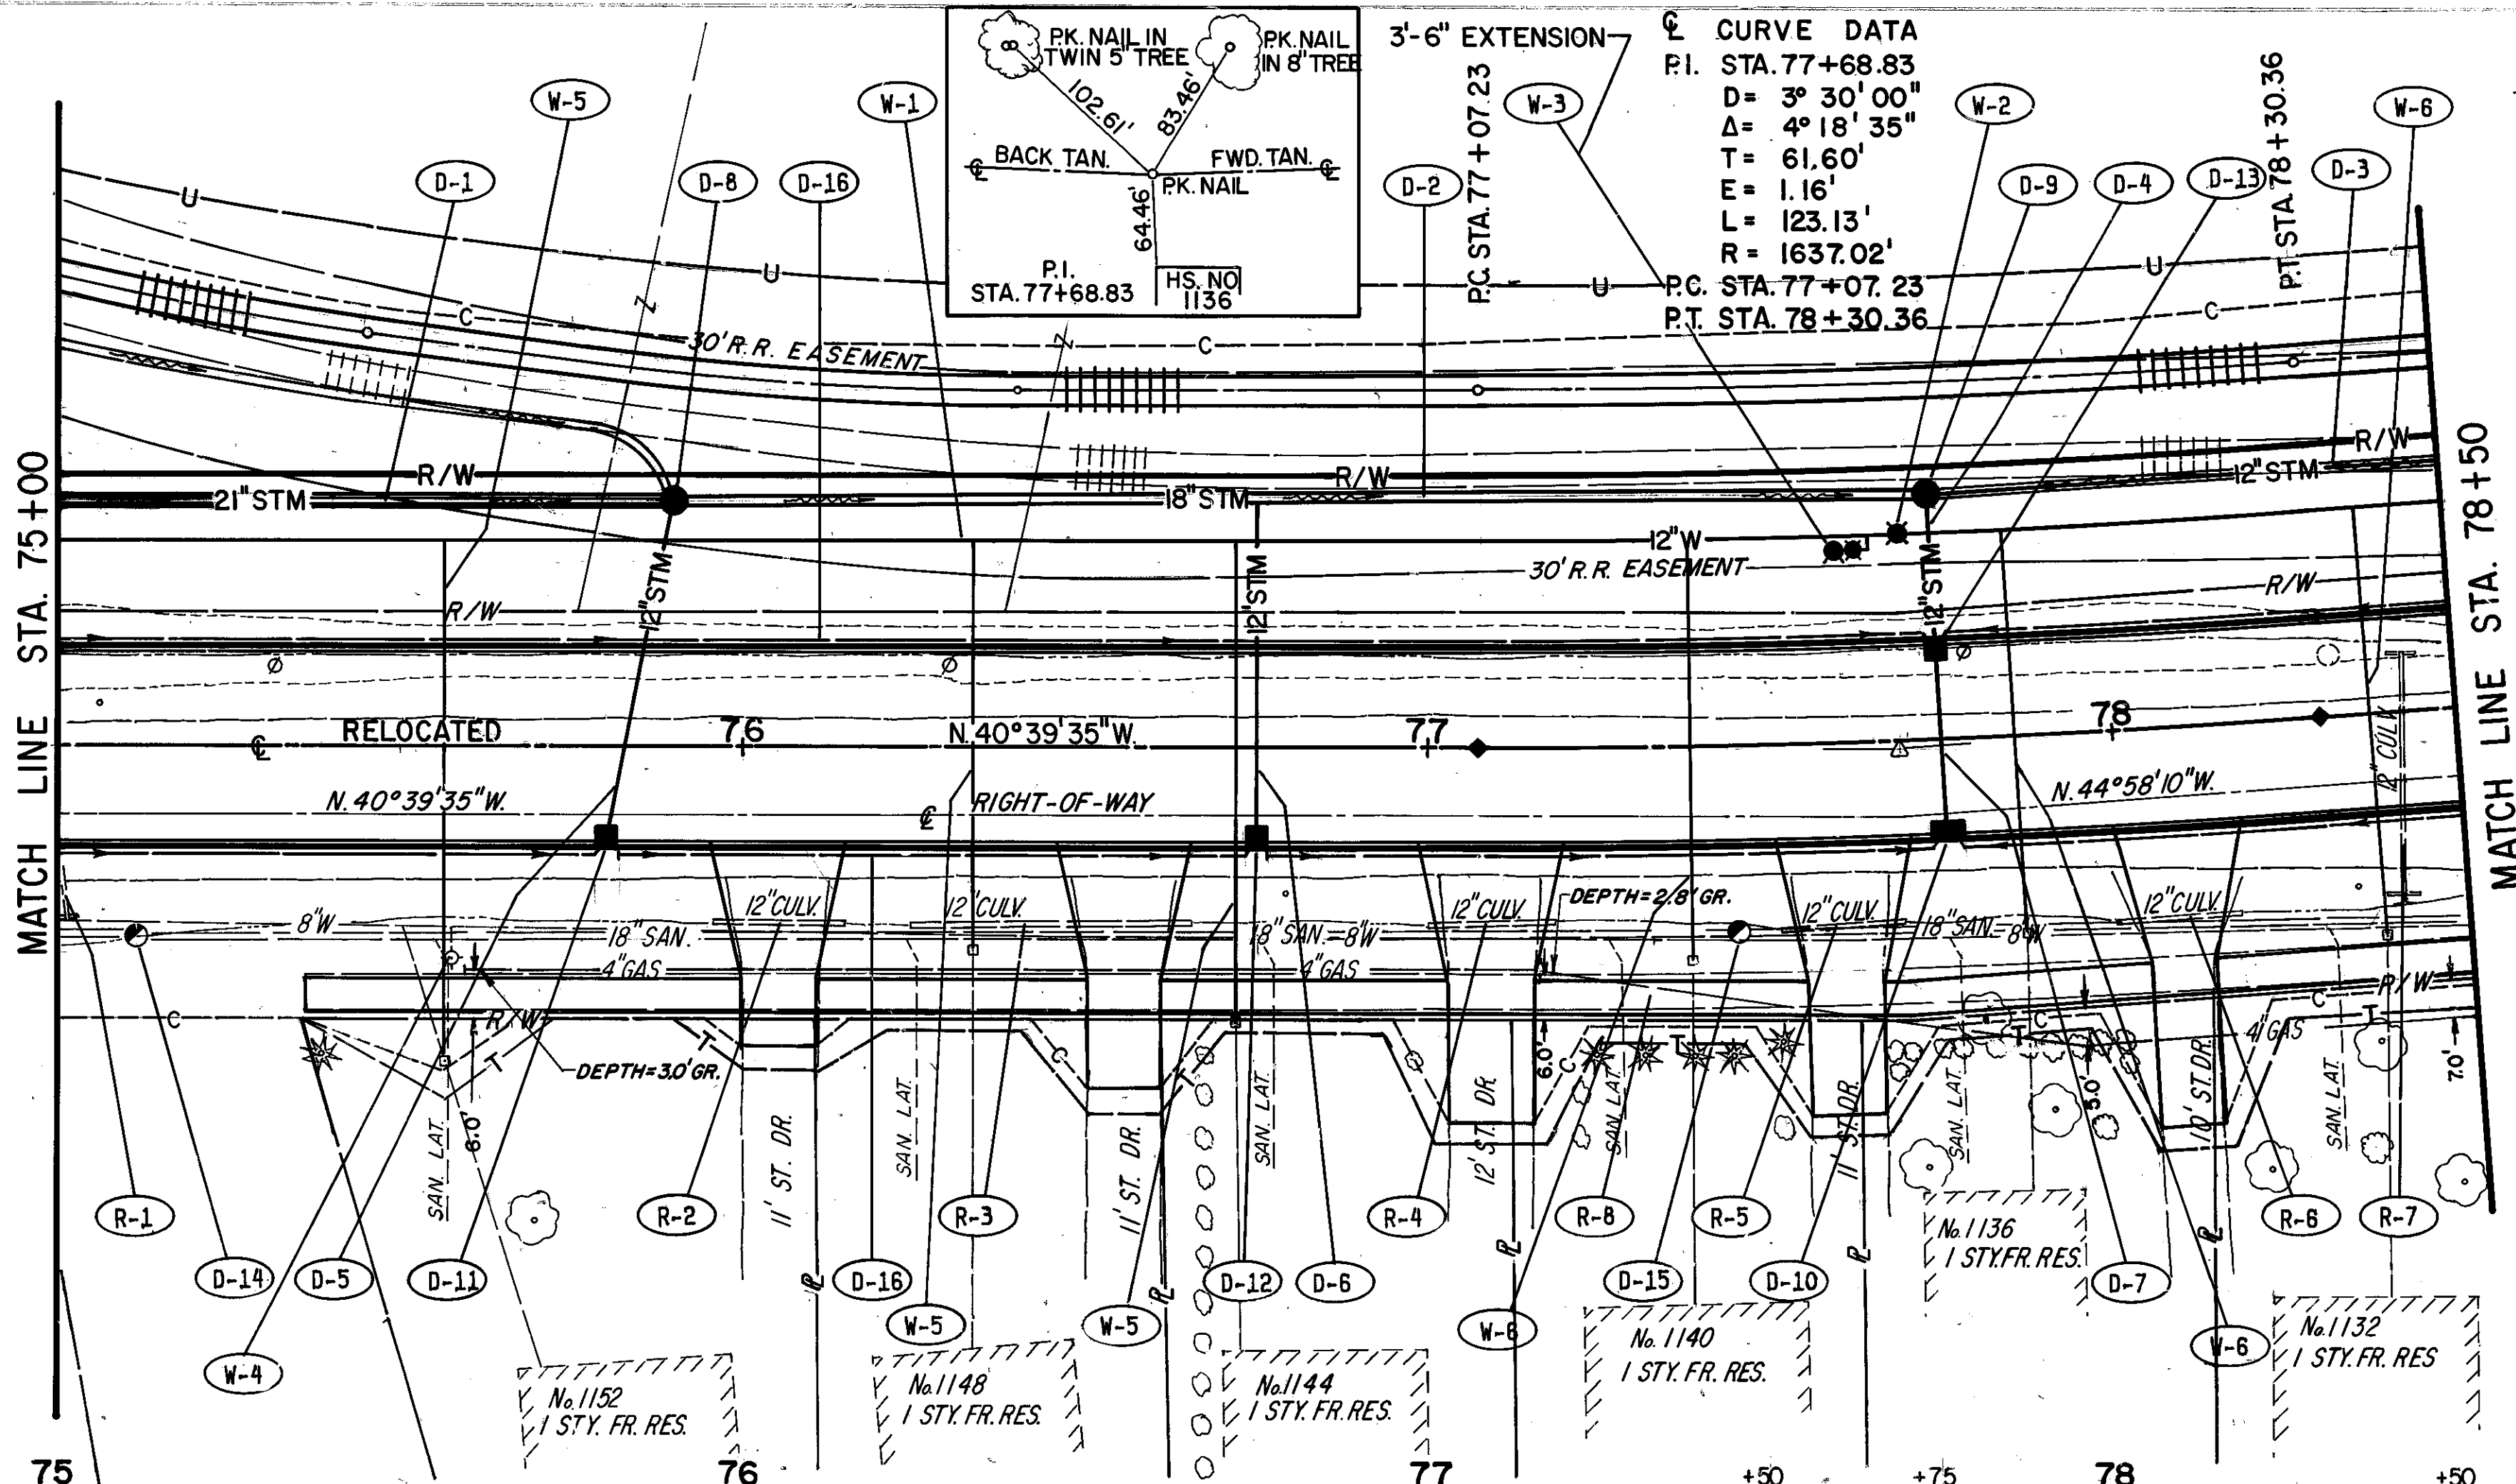 P.K. NAIL IN
TWIN 5" TREE
P.K. NAIL
IN 8" TREE
102.61'
83.46'
℄ BACK TAN.
FWD. TAN. ℄
P.K. NAIL
64.46'
P.I.
STA. 77+68.83
HS. NO
1136
3'-6" EXTENSION
℄ CURVE DATA
P.I. STA. 77+68.83
D= 3° 30' 00"
Δ= 4° 18' 35"
T= 61.60'
E= 1.16'
L= 123.13'
R= 1637.02'
P.C. STA. 77+07.23
P.T. STA. 78+30.36
P.C. STA. 77+07.23
P.T. STA. 78+30.36
W-5
W-1
W-3
W-2
W-6
D-1
D-8
D-16
D-2
D-9
D-4
D-13
D-3
U
U
U
U
C
C
C
Z
Z
30' R.R. EASEMENT
MATCH LINE STA. 75+00
MATCH LINE STA. 78+50
R/W
R/W
R/W
21" STM
18" STM
12" STM
12" W
30' R.R. EASEMENT
12" STM
12" STM
12" STM
R/W
R/W
℄
RELOCATED
76
N. 40° 39' 35" W.
77
78
12" CULV.
N. 40° 39' 35" W.
℄
RIGHT-OF-WAY
N. 44° 58' 10" W.
12" CULV.
12" CULV.
12" CULV.
DEPTH=2.8' GR.
12" CULV.
12" CULV.
8" W
18" SAN.
18" SAN.
8" W
18" SAN.
8" W
4" GAS
4" GAS
4" GAS
C
R/W
R/W
T
T
C
T
C
T
C
T
C
T
DEPTH=3.0' GR.
6.0'
6.0'
5.0'
7.0'
SAN. LAT.
11' ST. DR.
SAN. LAT.
11' ST. DR.
SAN. LAT.
12' ST. DR.
SAN. LAT.
11' ST. DR.
SAN. LAT.
10' ST. DR.
SAN. LAT.
R-1
R-2
R-3
R-4
R-8
R-5
R-6
R-7
D-14
D-5
D-11
D-16
D-12
D-6
D-15
D-10
D-7
W-4
W-5
W-5
W-6
W-6
PL
PL
PL
PL
PL
No. 1152
1 STY. FR. RES.
No. 1148
1 STY. FR. RES.
No. 1144
1 STY. FR. RES.
No. 1140
1 STY. FR. RES.
No. 1136
1 STY. FR. RES.
No. 1132
1 STY. FR. RES
75
76
77
+50
+75
78
+50